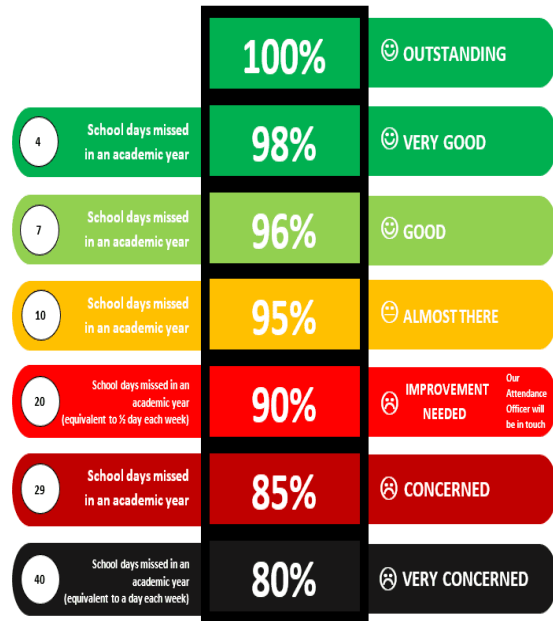 100%
OUTSTANDING
4
School days missed
in an academic year
98%
VERY GOOD
7
School days missed
in an academic year
96%
GOOD
10
School days missed
in an academic year
95%
ALMOST THERE
20
School days missed in an
academic year
(equivalent to ½ day each week)
90%
IMPROVEMENT
NEEDED
Our
Attendance
Officer will
be in touch
29
School days missed
in an academic year
85%
CONCERNED
40
School days missed in an
academic year
(equivalent to a day each week)
80%
VERY CONCERNED